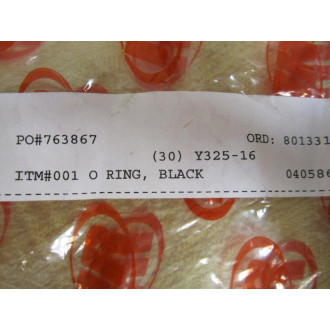 PO#763867 ORD: 801331
(30) Y325-16
ITM#001 O RING, BLACK 040586